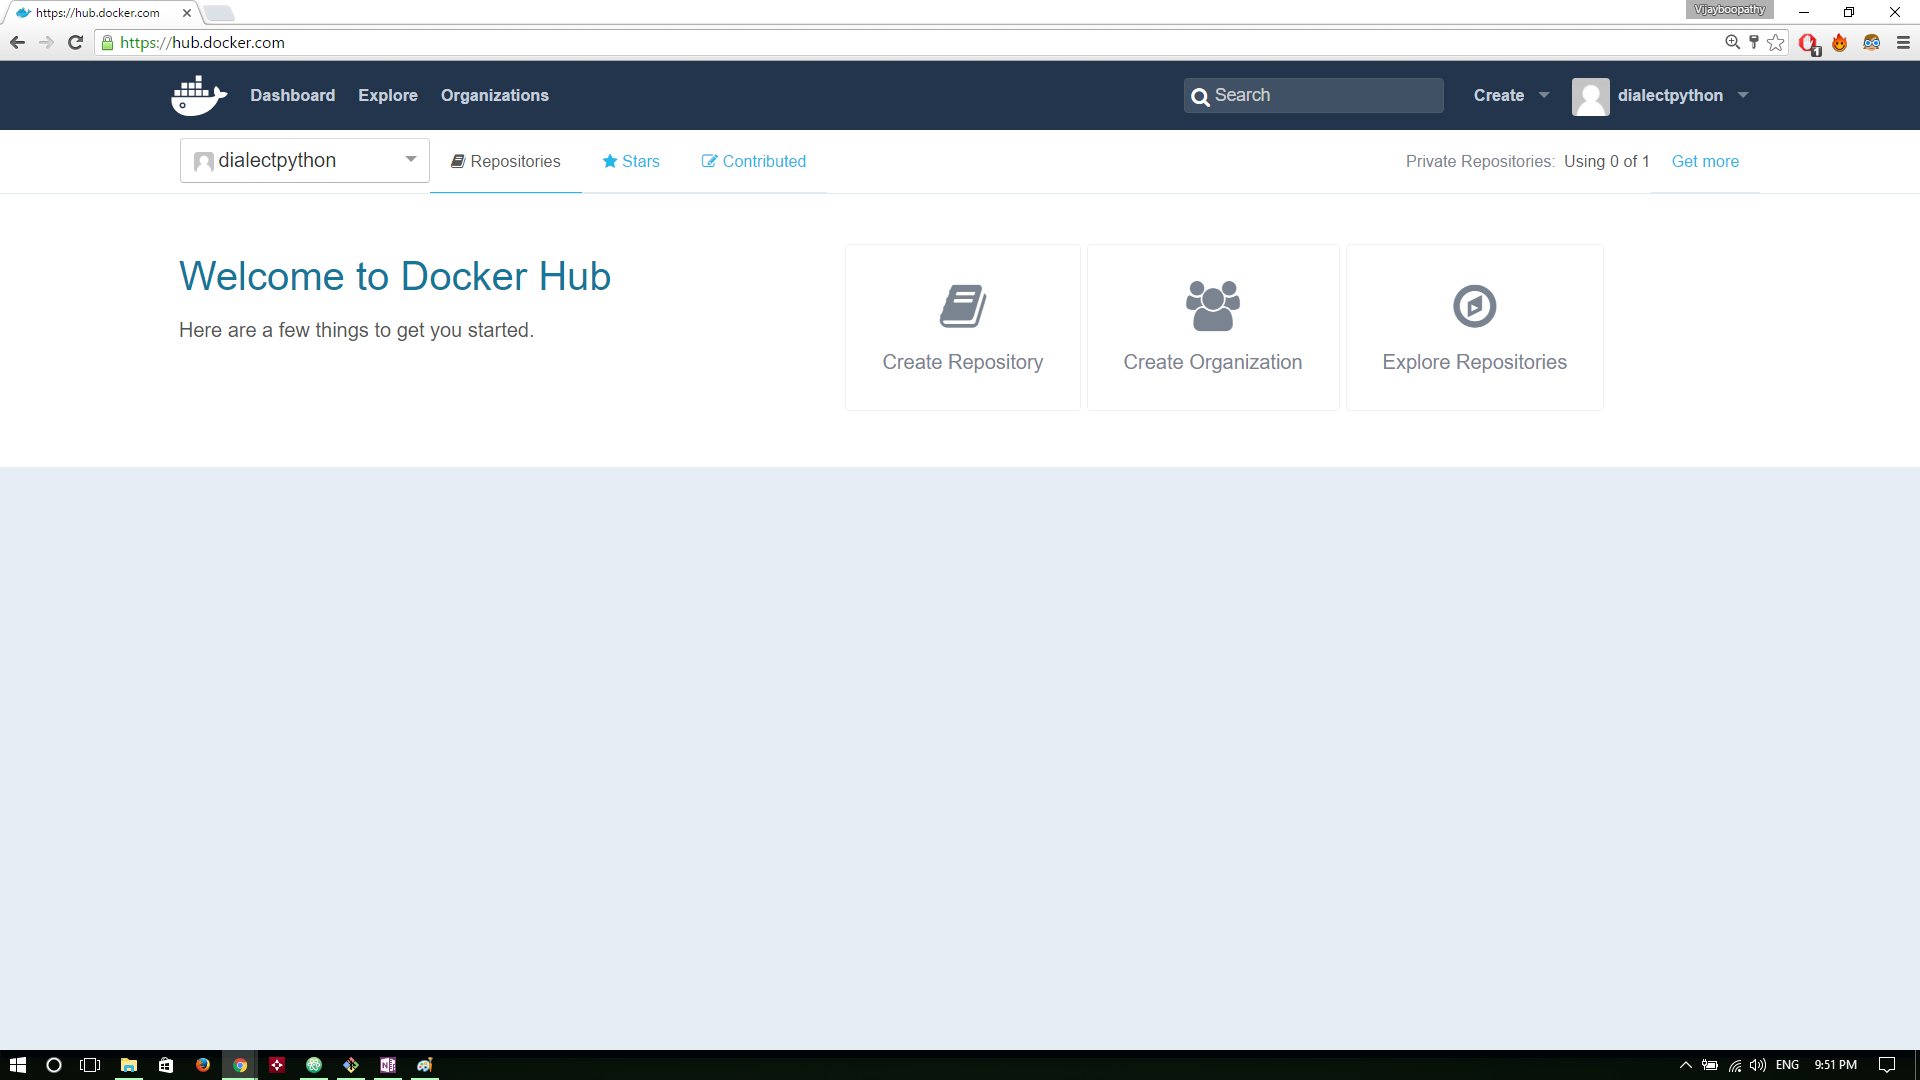 https://hub.docker.com
Vijayboopathy
https://hub.docker.com
Dashboard Explore Organizations Search Create dialectpython
dialectpython Repositories Stars Contributed Private Repositories: Using 0 of 1 Get more
Welcome to Docker Hub
Here are a few things to get you started.
Create Repository Create Organization Explore Repositories
ENG 9:51 PM